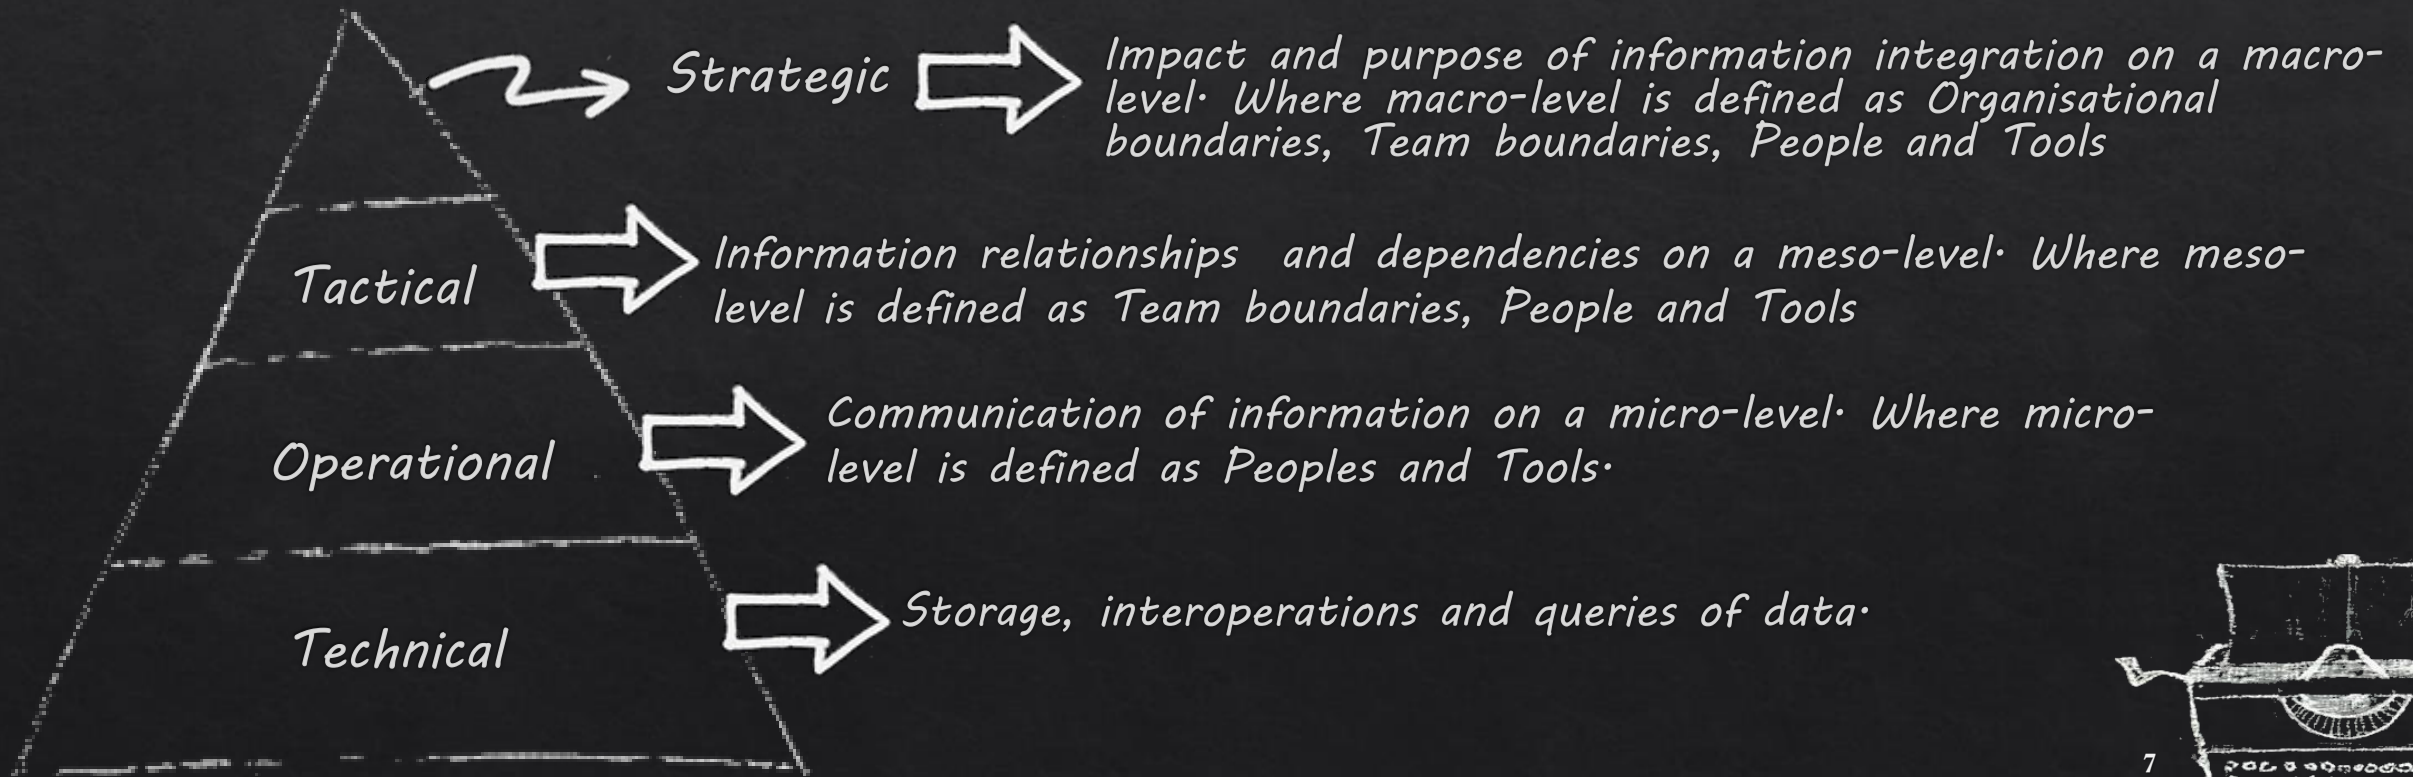 Strategic
Impact and purpose of information integration on a macro-
level. Where macro-level is defined as Organisational
boundaries, Team boundaries, People and Tools
Tactical
Information relationships and dependencies on a meso-level. Where meso-
level is defined as Team boundaries, People and Tools
Operational
Communication of information on a micro-level. Where micro-
level is defined as Peoples and Tools.
Technical
Storage, interoperations and queries of data.
7